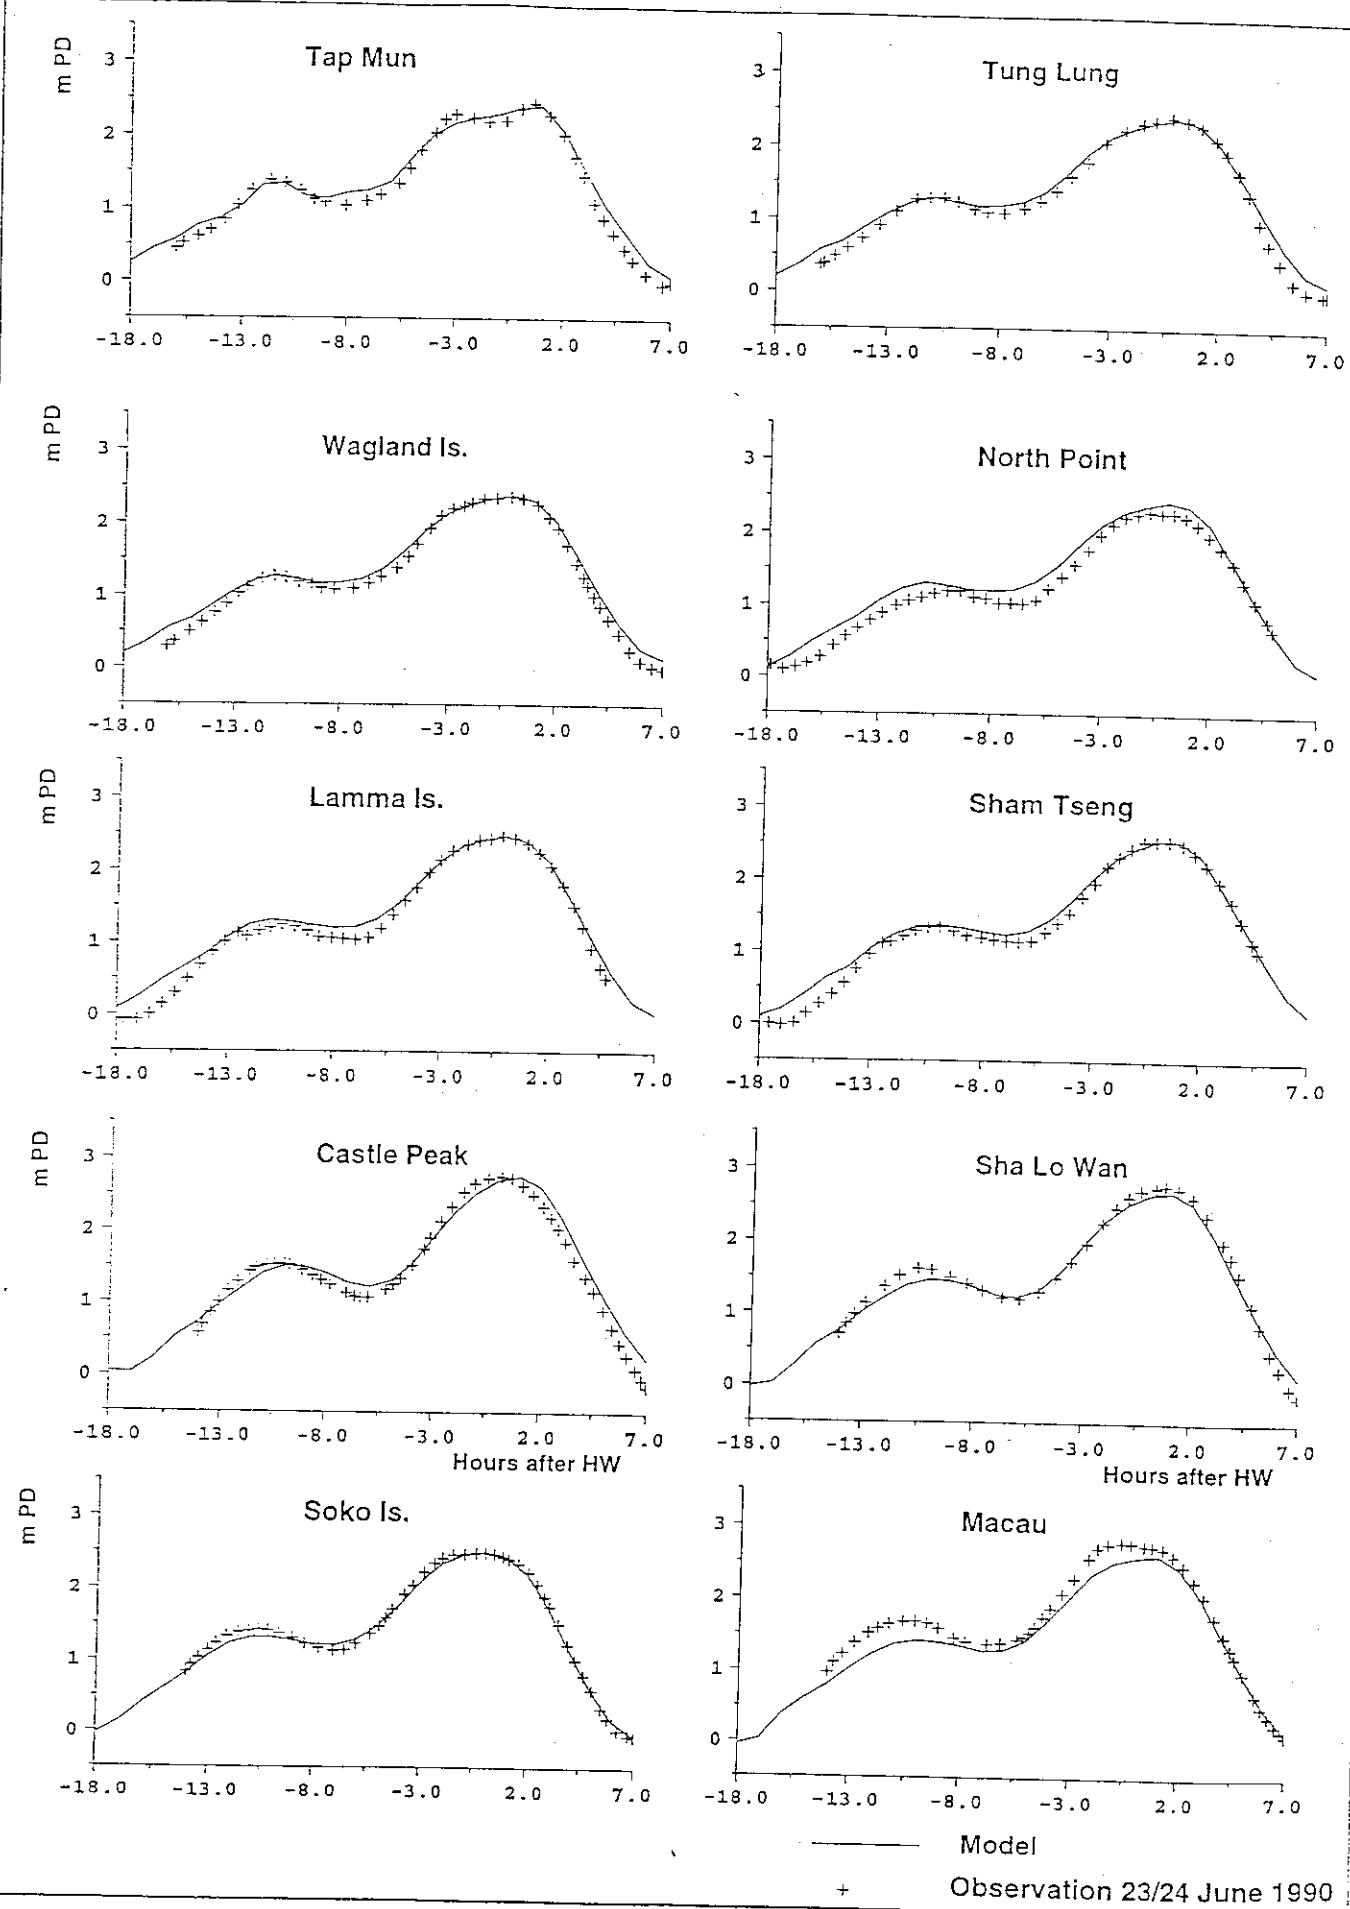 m PD
Tap Mun
3
2
1
0
-18.0 -13.0 -8.0 -3.0 2.0 7.0
Tung Lung
3
2
1
0
-18.0 -13.0 -8.0 -3.0 2.0 7.0
m PD
Wagland Is.
3
2
1
0
-18.0 -13.0 -8.0 -3.0 2.0 7.0
North Point
3
2
1
0
-18.0 -13.0 -8.0 -3.0 2.0 7.0
m PD
Lamma Is.
3
2
1
0
-18.0 -13.0 -8.0 -3.0 2.0 7.0
Sham Tseng
3
2
1
0
-18.0 -13.0 -8.0 -3.0 2.0 7.0
m PD
Castle Peak
3
2
1
0
-18.0 -13.0 -8.0 -3.0 2.0 7.0
Hours after HW
Sha Lo Wan
3
2
1
0
-18.0 -13.0 -8.0 -3.0 2.0 7.0
Hours after HW
m PD
Soko Is.
3
2
1
0
-18.0 -13.0 -8.0 -3.0 2.0 7.0
Macau
3
2
1
0
-18.0 -13.0 -8.0 -3.0 2.0 7.0
Model
+ Observation 23/24 June 1990